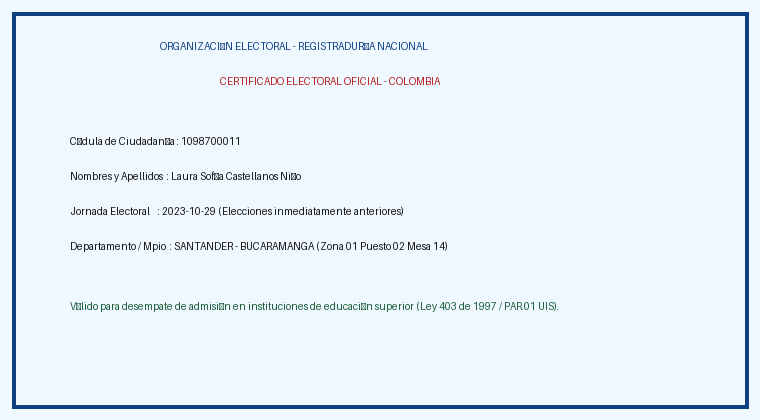 ORGANIZACI□N ELECTORAL - REGISTRADUR□A NACIONAL
CERTIFICADO ELECTORAL OFICIAL - COLOMBIA
C□dula de Ciudadan□a : 1098700011
Nombres y Apellidos : Laura Sof□a Castellanos Ni□o
Jornada Electoral : 2023-10-29 (Elecciones inmediatamente anteriores)
Departamento / Mpio : SANTANDER - BUCARAMANGA (Zona 01 Puesto 02 Mesa 14)
V□lido para desempate de admisi□n en instituciones de educaci□n superior (Ley 403 de 1997 / PAR01 UIS).